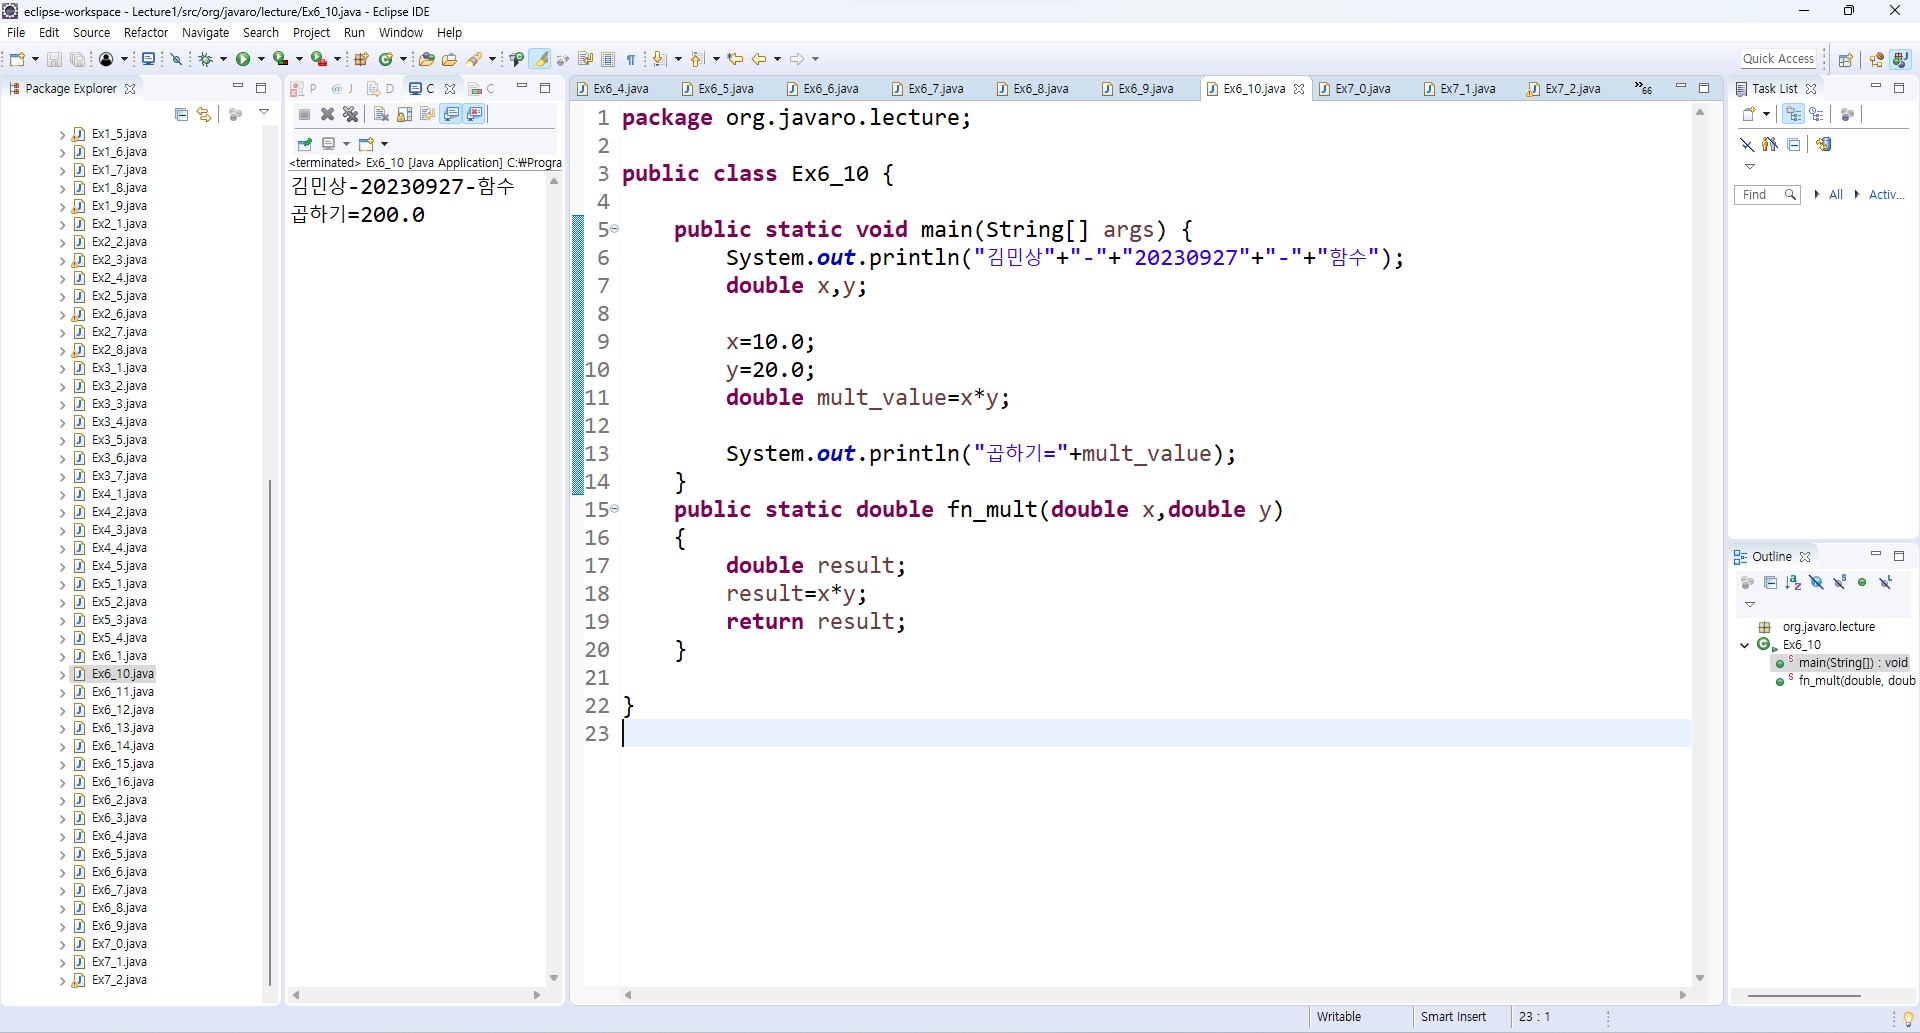 eclipse-workspace - Lecture1/src/org/javaro/lecture/Ex6_10.java - Eclipse IDE
File Edit Source Refactor Navigate Search Project Run Window Help
Quick Access
Package Explorer
Ex1_5.java
Ex1_6.java
Ex1_7.java
Ex1_8.java
Ex1_9.java
Ex2_1.java
Ex2_2.java
Ex2_3.java
Ex2_4.java
Ex2_5.java
Ex2_6.java
Ex2_7.java
Ex2_8.java
Ex3_1.java
Ex3_2.java
Ex3_3.java
Ex3_4.java
Ex3_5.java
Ex3_6.java
Ex3_7.java
Ex4_1.java
Ex4_2.java
Ex4_3.java
Ex4_4.java
Ex4_5.java
Ex5_1.java
Ex5_2.java
Ex5_3.java
Ex5_4.java
Ex6_1.java
Ex6_10.java
Ex6_11.java
Ex6_12.java
Ex6_13.java
Ex6_14.java
Ex6_15.java
Ex6_16.java
Ex6_2.java
Ex6_3.java
Ex6_4.java
Ex6_5.java
Ex6_6.java
Ex6_7.java
Ex6_8.java
Ex6_9.java
Ex7_0.java
Ex7_1.java
Ex7_2.java
P @ J D C C
<terminated> Ex6_10 [Java Application] C:₩Progra
김민상-20230927-함수
곱하기=200.0
Ex6_4.java Ex6_5.java Ex6_6.java Ex6_7.java Ex6_8.java Ex6_9.java Ex6_10.java Ex7_0.java Ex7_1.java Ex7_2.java »66
1 package org.javaro.lecture;
2
3 public class Ex6_10 {
4
5 public static void main(String[] args) {
6 System.out.println("김민상"+"-"+"20230927"+"-"+"함수");
7 double x,y;
8
9 x=10.0;
10 y=20.0;
11 double mult_value=x*y;
12
13 System.out.println("곱하기="+mult_value);
14 }
15 public static double fn_mult(double x,double y)
16 {
17 double result;
18 result=x*y;
19 return result;
20 }
21
22 }
23
Task List
Find All Activ...
Outline
org.javaro.lecture
Ex6_10
main(String[]) : void
fn_mult(double, doub
Writable Smart Insert 23 : 1